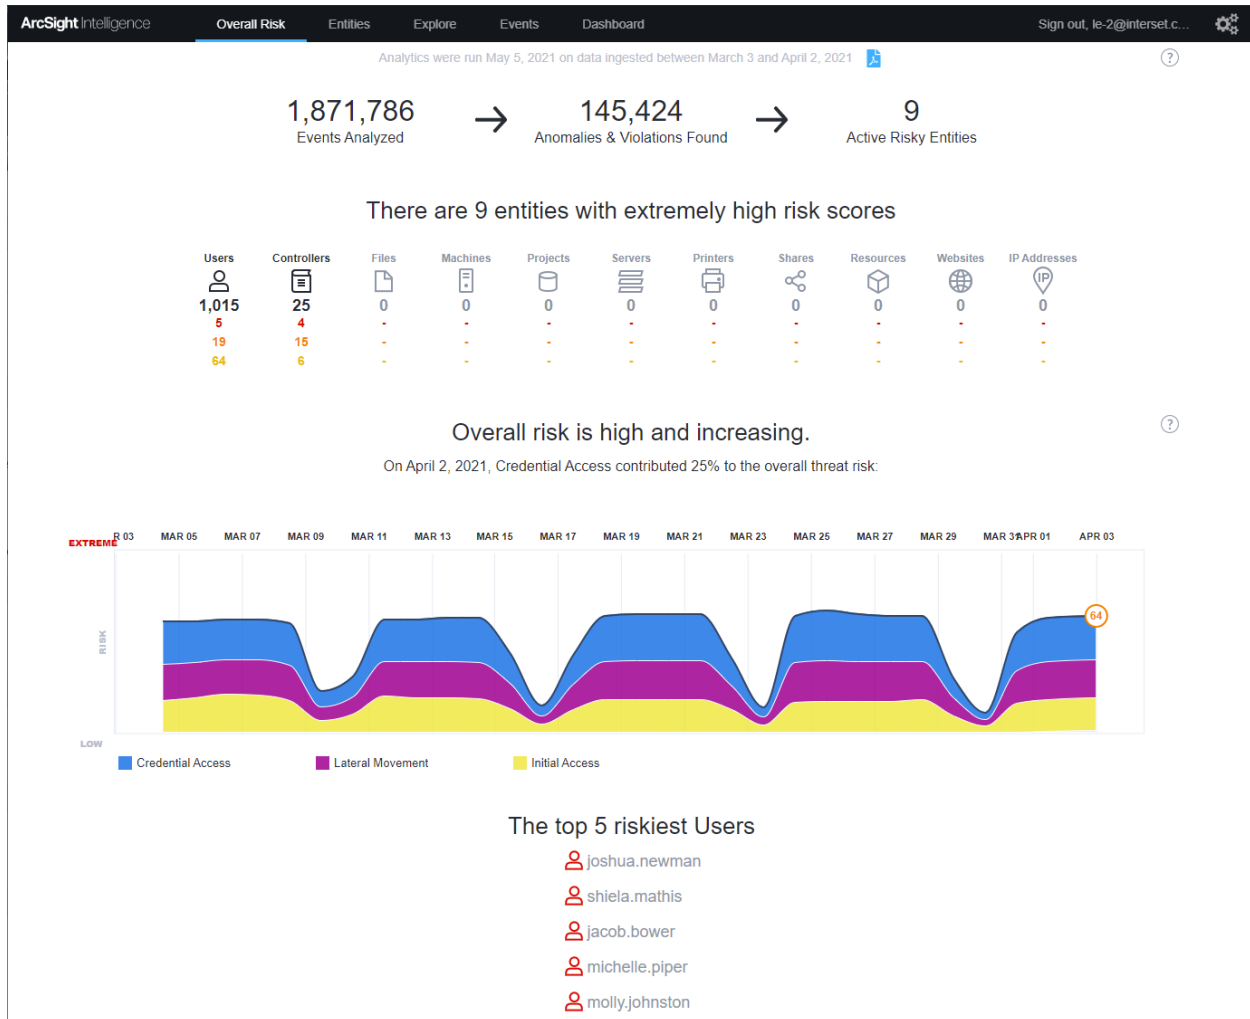 ArcSight Intelligence Overall Risk Entities Explore Events Dashboard Sign out, le-2@interset.c...
Analytics were run May 5, 2021 on data ingested between March 3 and April 2, 2021
1,871,786 → 145,424 → 9
Events Analyzed Anomalies & Violations Found Active Risky Entities
There are 9 entities with extremely high risk scores
Users Controllers Files Machines Projects Servers Printers Shares Resources Websites IP Addresses
IP
1,015 25 0 0 0 0 0 0 0 0 0
5 4 - - - - - - - - -
19 15 - - - - - - - - -
64 6 - - - - - - - - -
Overall risk is high and increasing.
On April 2, 2021, Credential Access contributed 25% to the overall threat risk:
R 03 MAR 05 MAR 07 MAR 09 MAR 11 MAR 13 MAR 15 MAR 17 MAR 19 MAR 21 MAR 23 MAR 25 MAR 27 MAR 29 MAR 31 APR 01 APR 03
EXTREME
64
RISK
LOW
Credential Access Lateral Movement Initial Access
The top 5 riskiest Users
joshua.newman
shiela.mathis
jacob.bower
michelle.piper
molly.johnston